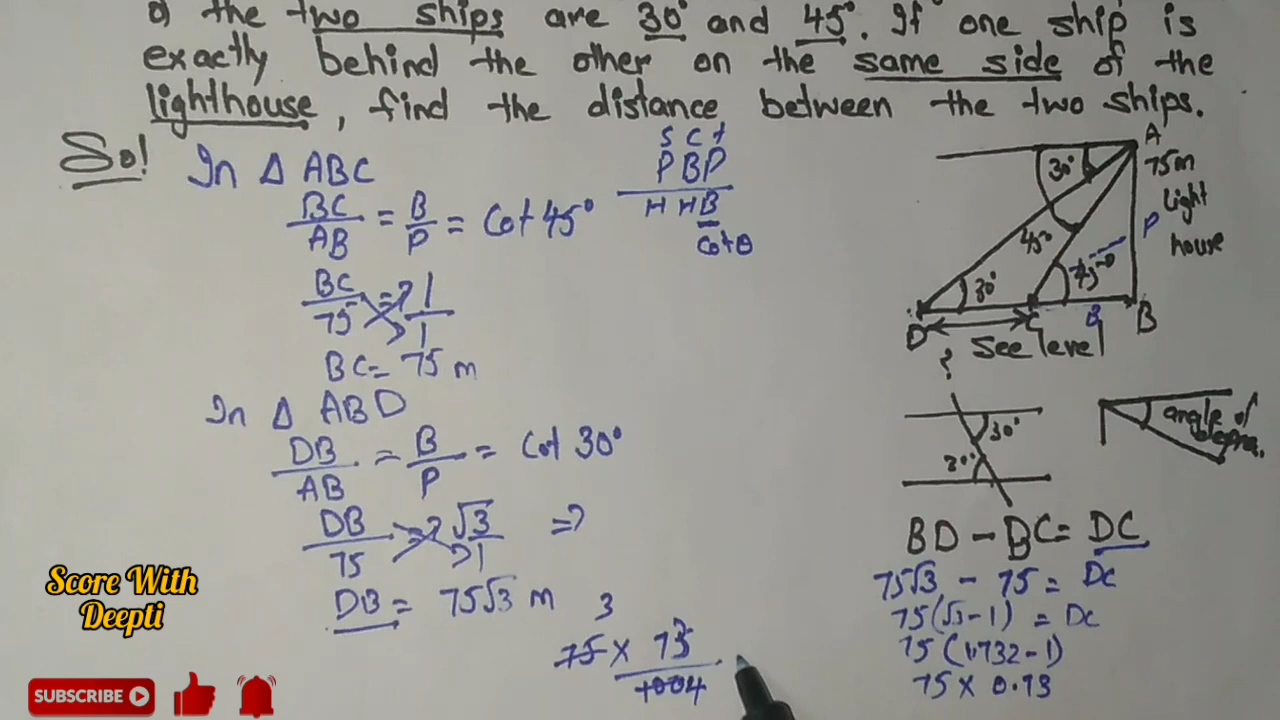 of the two ships are 30° and 45°. If one ship is
exactly behind the other on the same side of the
lighthouse, find the distance between the two ships.
Sol
In Δ ABC
BC/AB = B/P = Cot 45°
BC/75 = 1/1
BC = 75 m
In Δ ABD
DB/AB = B/P = Cot 30°
DB/75 = √3/1 ⇒
DB = 75√3 m
3
75 × 73
1004
S C t
P B P
H H B
Cotθ
A
30°
75m
Light
house
P
45°
30°
45°
D
C
B
B
See level
?
30°
30°
angle of
BD - BC = DC
75√3 - 75 = DC
75(√3-1) = DC
75(1.732-1)
75 × 0.73
Score With
Deepti
SUBSCRIBE